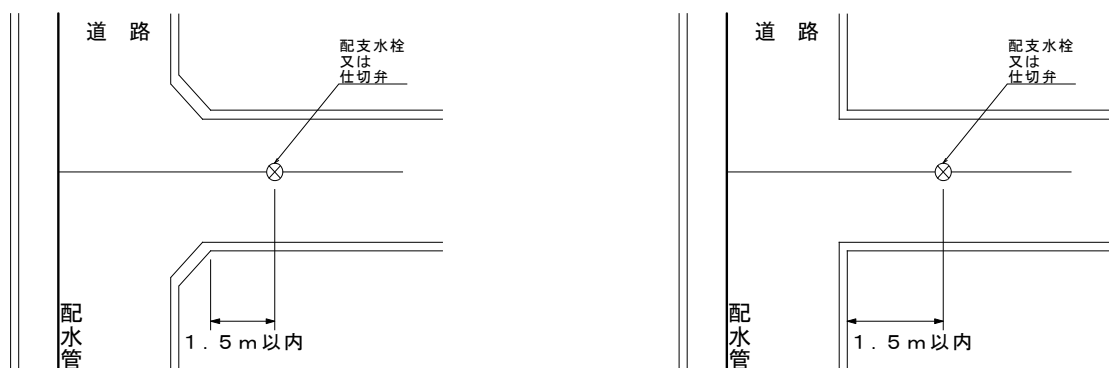 道 路
配支水栓
又は
仕切弁
配水管
1.5m以内
道 路
配支水栓
又は
仕切弁
配水管
1.5m以内